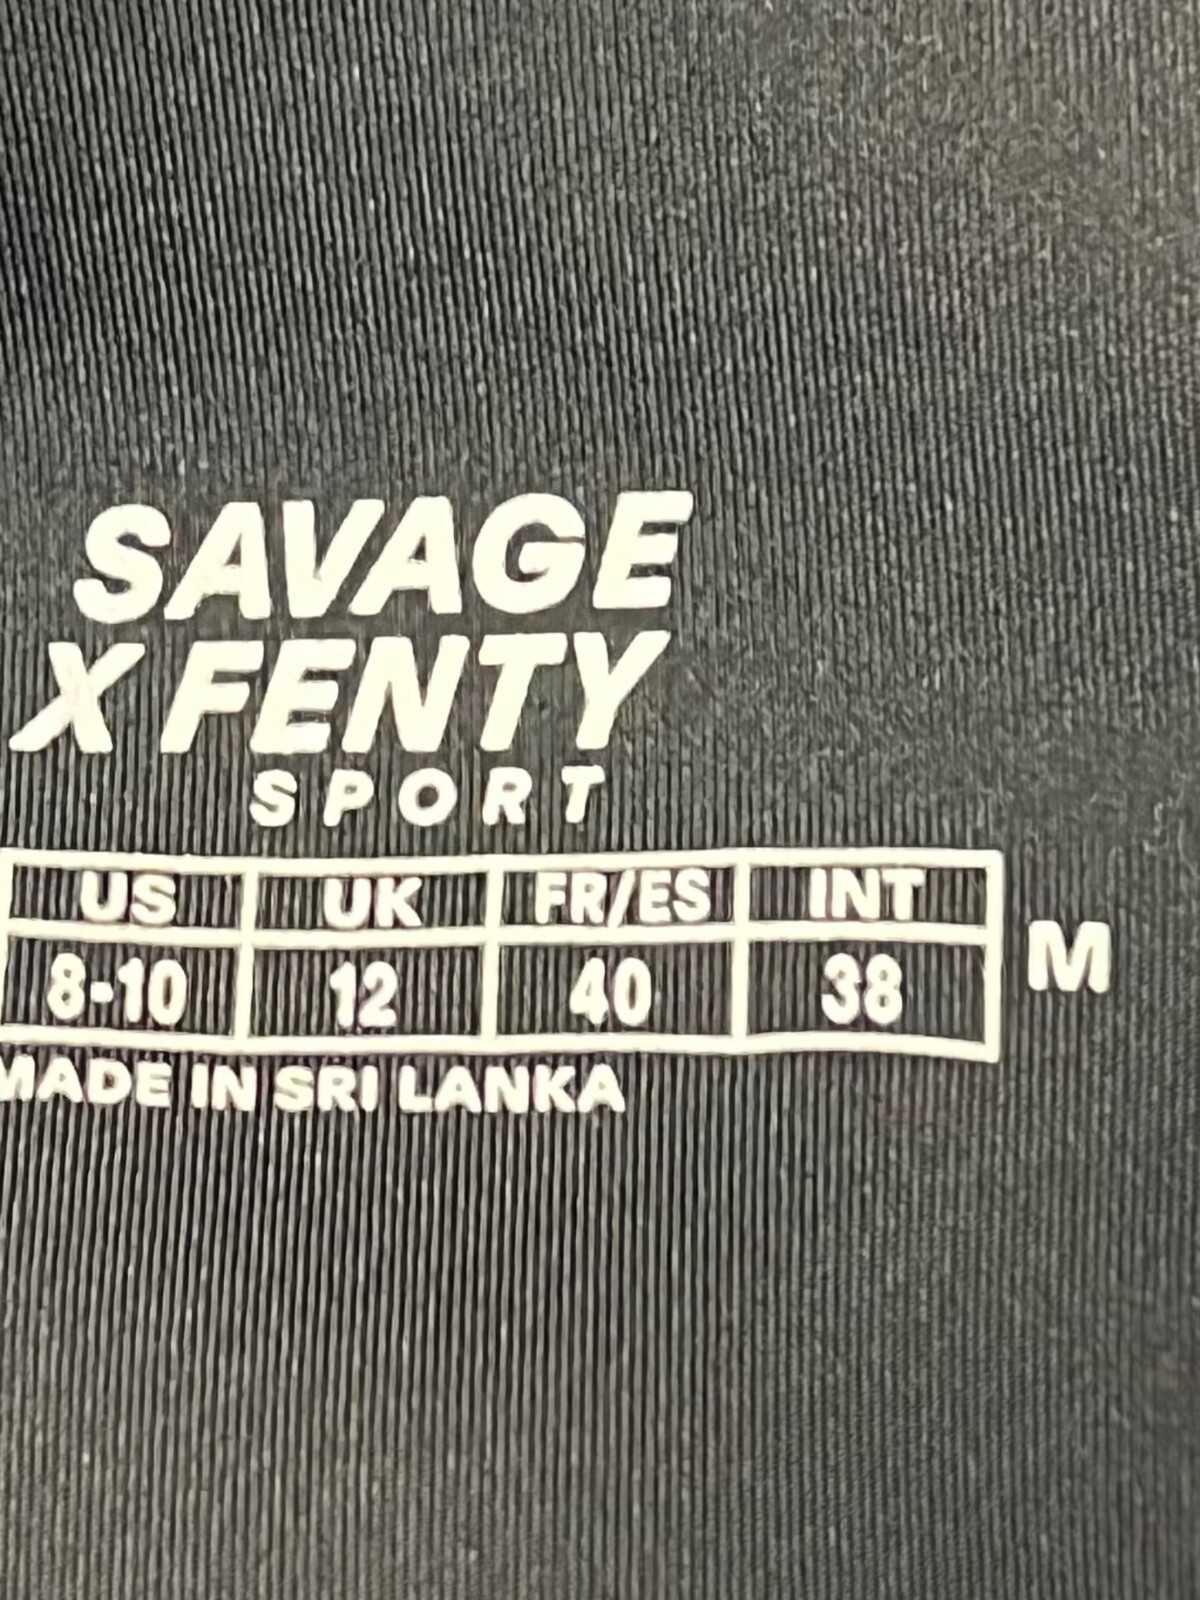 SAVAGE
X FENTY
SPORT
US UK FR/ES INT
8-10 12 40 38 M
MADE IN SRI LANKA